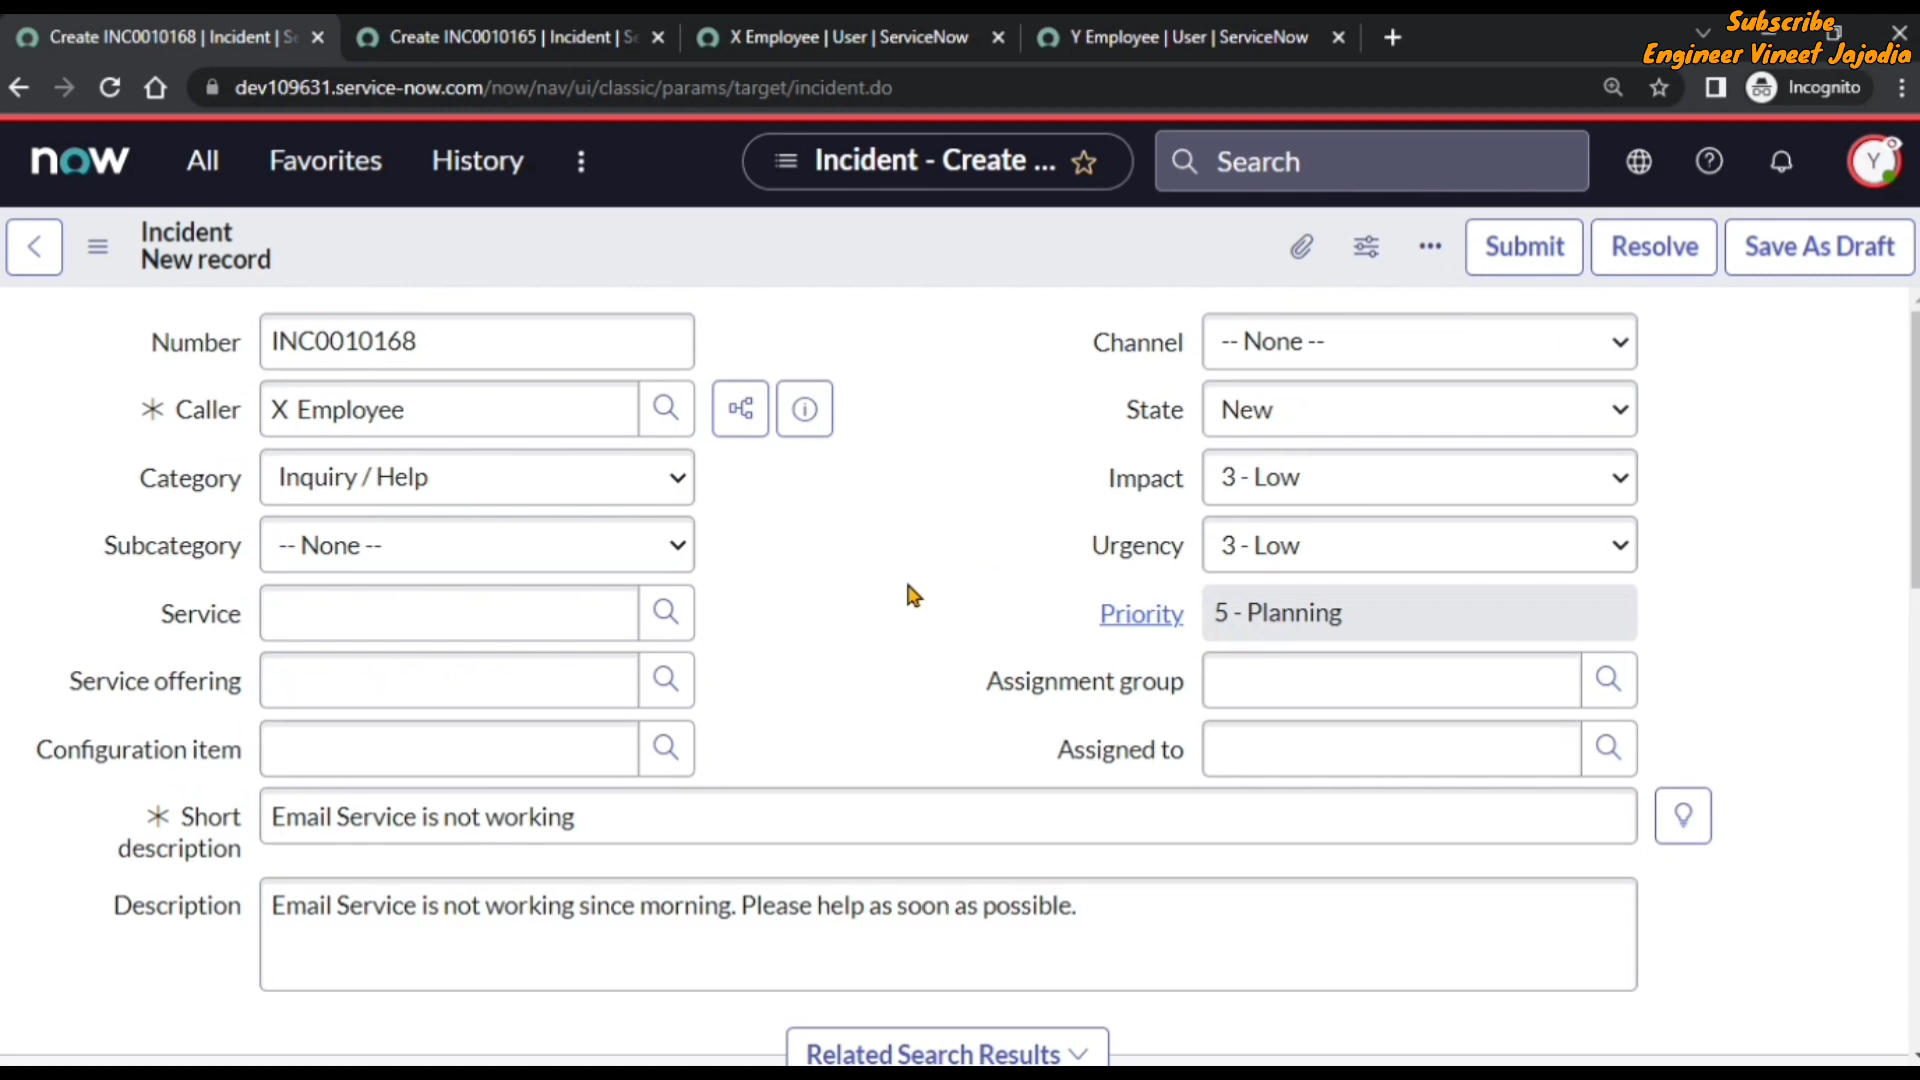 Subscribe
Engineer Vineet Jajodia
Create INC0010168 | Incident | S
Create INC0010165 | Incident | S
X Employee | User | ServiceNow
Y Employee | User | ServiceNow
dev109631.service-now.com/now/nav/ui/classic/params/target/incident.do
Incognito
now
All
Favorites
History
Incident - Create ...
Search
Y
Incident
New record
Submit
Resolve
Save As Draft
Number
INC0010168
Channel
-- None --
Caller
X Employee
State
New
Category
Inquiry / Help
Impact
3 - Low
Subcategory
-- None --
Urgency
3 - Low
Service
Priority
5 - Planning
Service offering
Assignment group
Configuration item
Assigned to
Short
description
Email Service is not working
Description
Email Service is not working since morning. Please help as soon as possible.
Related Search Results